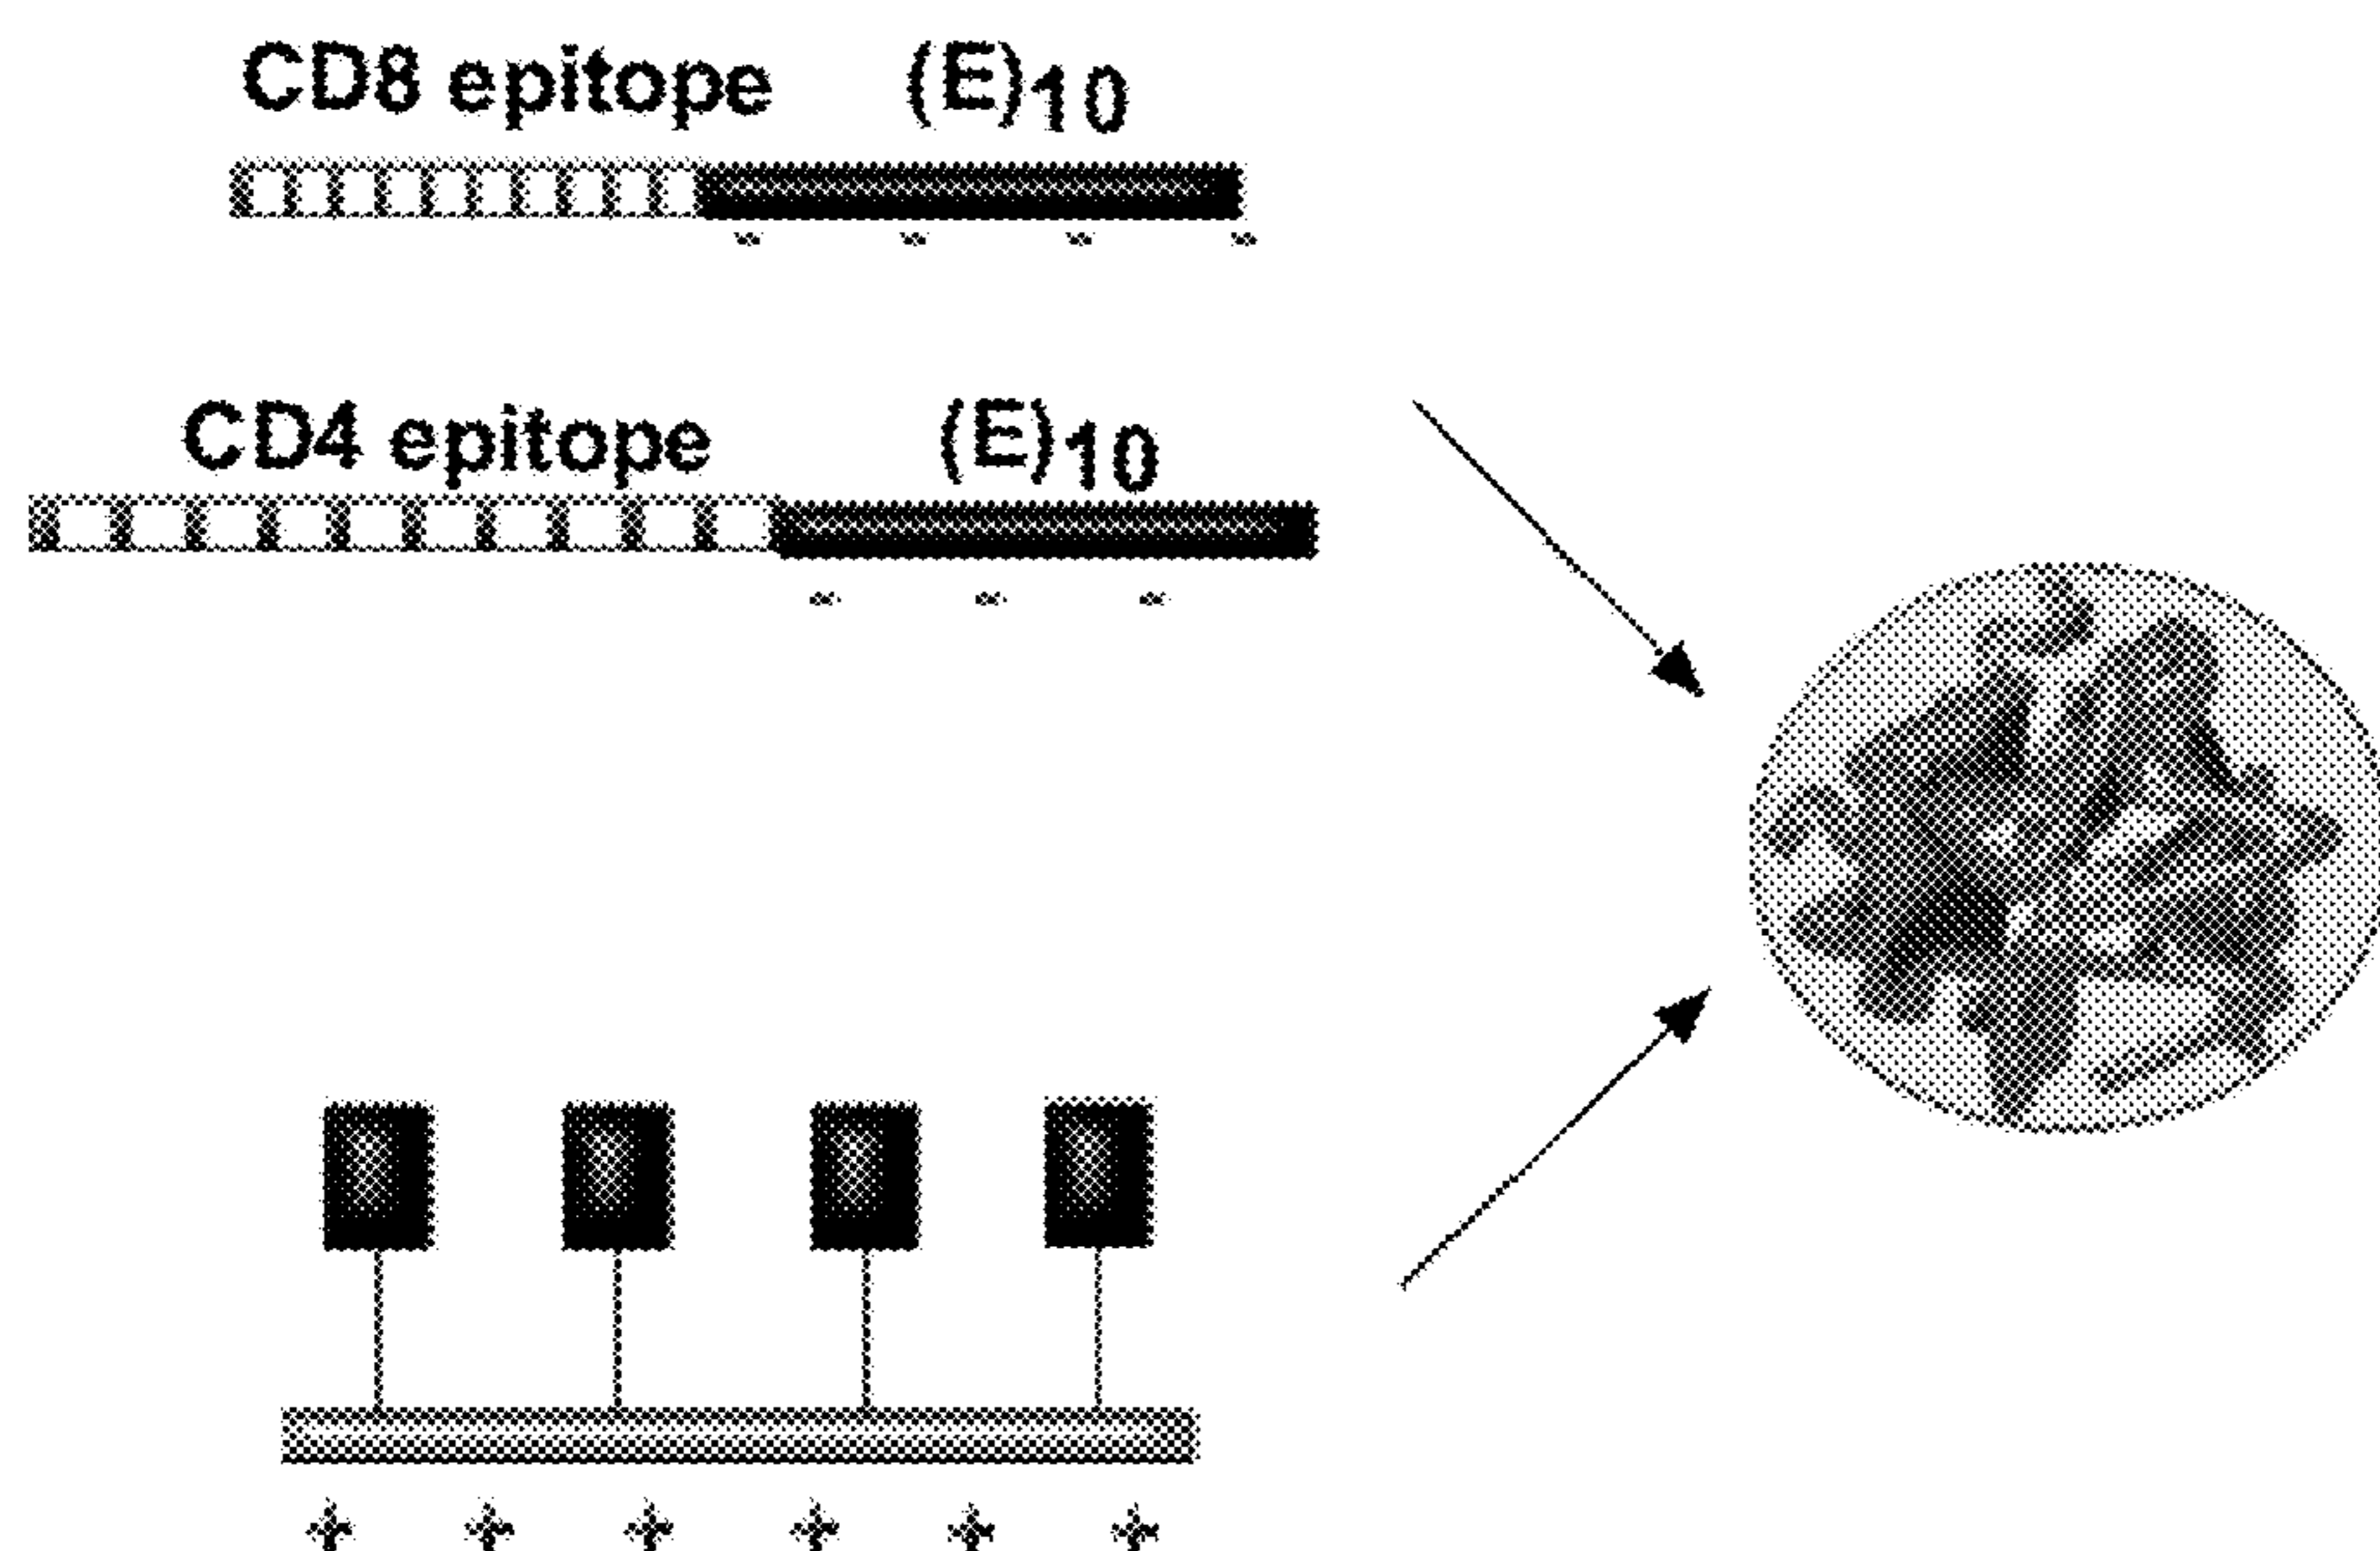 CD8 epitope (E)10
- - - -
CD4 epitope (E)10
- - -
+ + + + + +